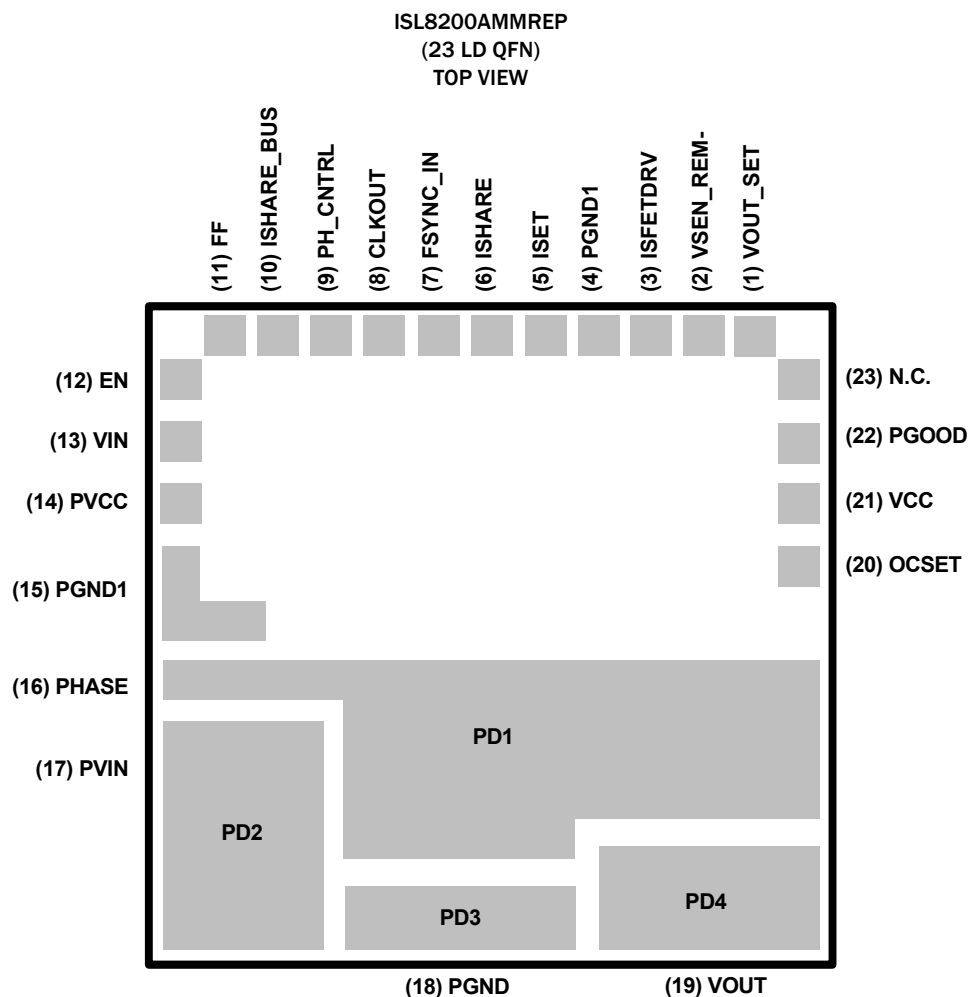 ISL8200AMMREP
(23 LD QFN)
TOP VIEW
(11) FF
(10) ISHARE_BUS
(9) PH_CNTRL
(8) CLKOUT
(7) FSYNC_IN
(6) ISHARE
(5) ISET
(4) PGND1
(3) ISFETDRV
(2) VSEN_REM-
(1) VOUT_SET
(12) EN
(23) N.C.
(13) VIN
(22) PGOOD
(14) PVCC
(21) VCC
(20) OCSET
(15) PGND1
(16) PHASE
PD1
(17) PVIN
PD2
PD3
PD4
(18) PGND
(19) VOUT